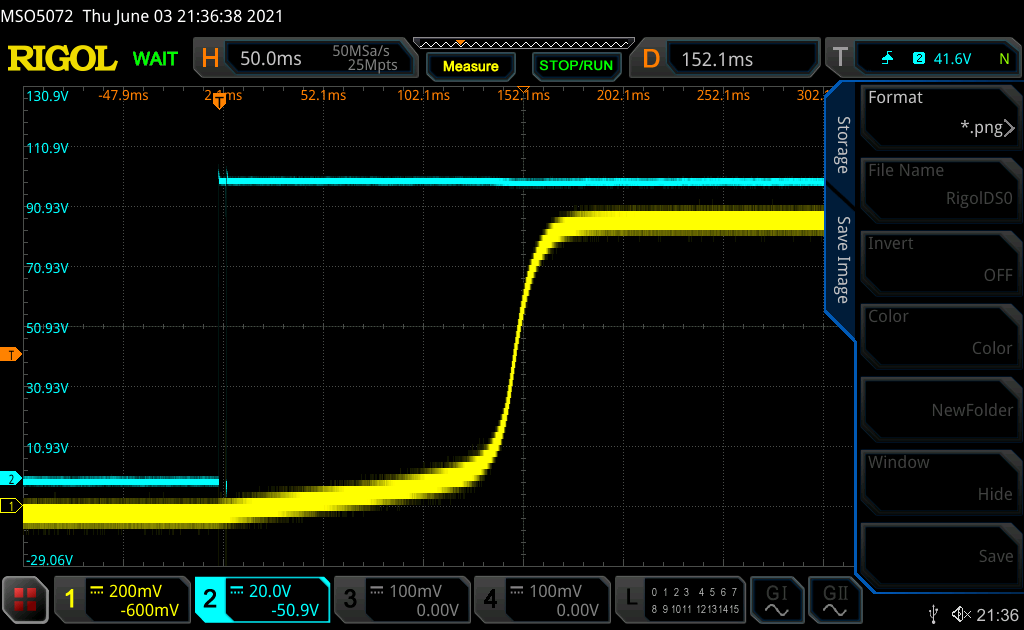 MSO5072 Thu June 03 21:36:38 2021
RIGOL WAIT H 50.0ms 50MSa/s 25Mpts Measure STOP/RUN D 152.1ms T 2 41.6V N
130.9V -47.9ms 2.1ms 52.1ms 102.1ms 152.1ms 202.1ms 252.1ms 302.
T
110.9V
90.93V
70.93V
50.93V
T
30.93V
10.93V
2
1
-29.06V
Storage
Save Image
Format
*.png
File Name
RigolDS0
Invert
OFF
Color
Color
NewFolder
Window
Hide
Save
1 200mV -600mV
2 20.0V -50.9V
3 100mV 0.00V
4 100mV 0.00V
L 0 1 2 3 4 5 6 7
8 9 10 11 12 13 14 15
GI
GII
21:36